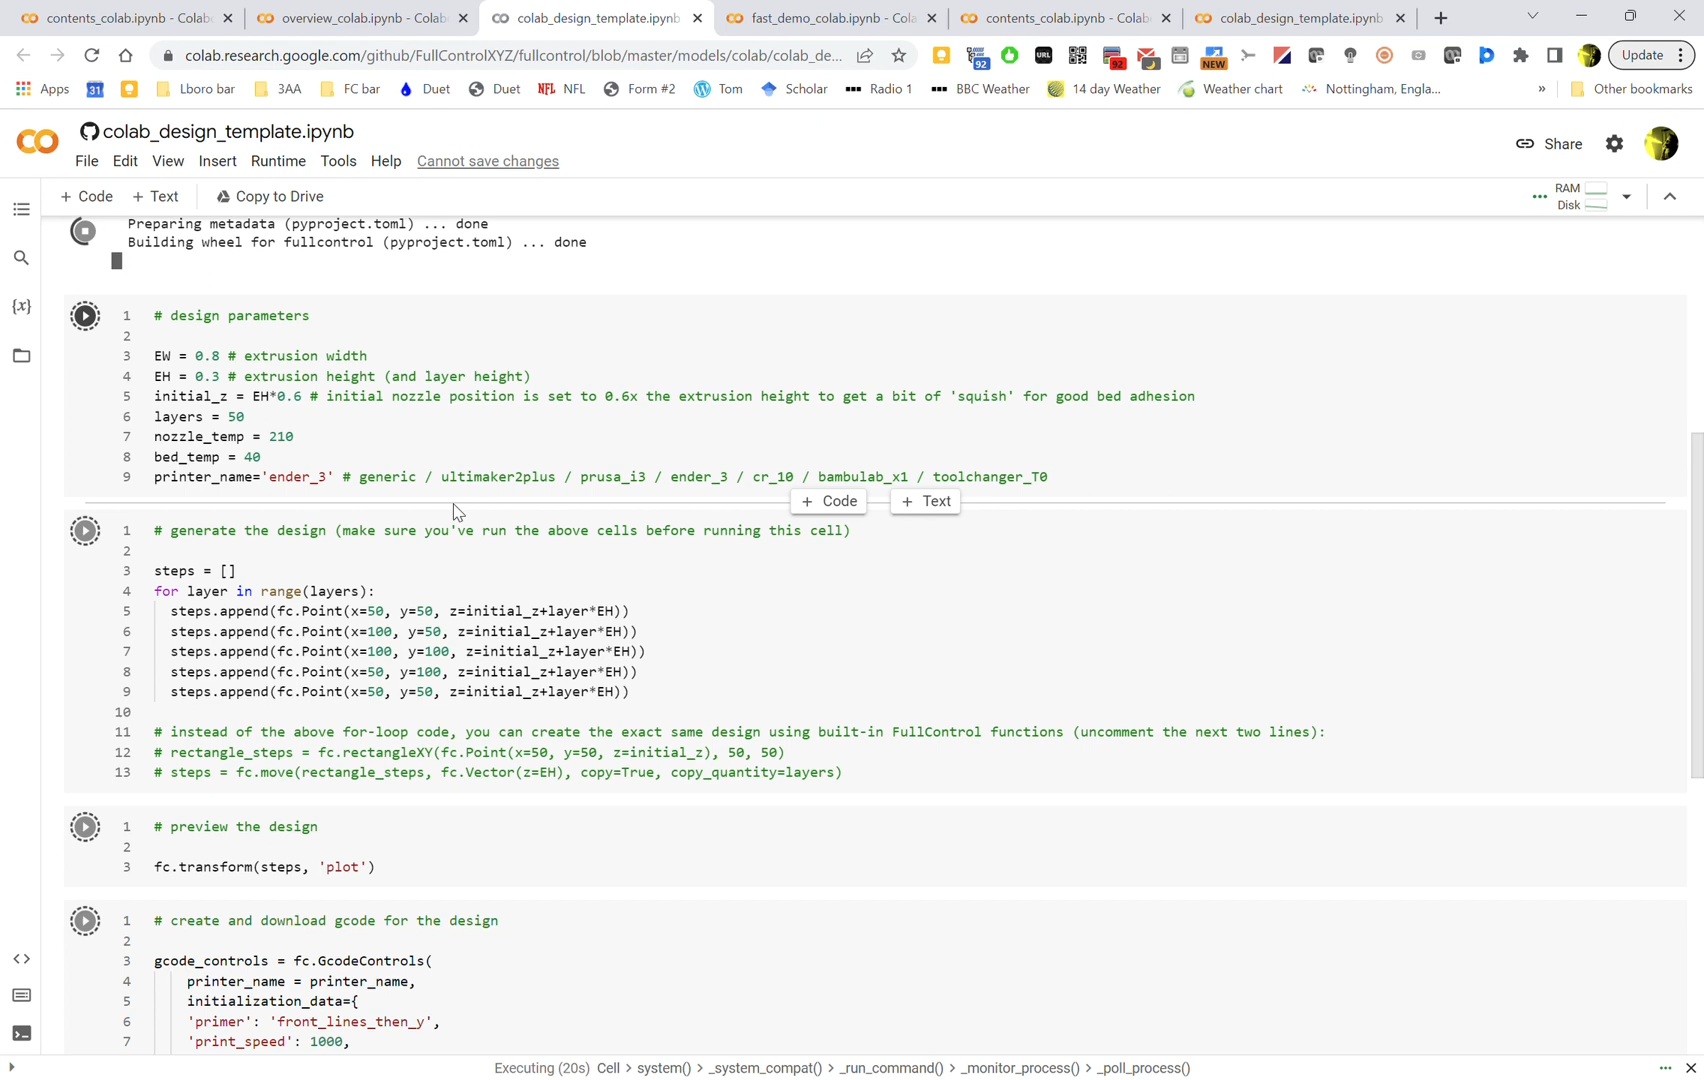 contents_colab.ipynb - Colab
overview_colab.ipynb - Colab
colab_design_template.ipynb
fast_demo_colab.ipynb - Cola
contents_colab.ipynb - Colab
colab_design_template.ipynb
colab.research.google.com/github/FullControlXYZ/fullcontrol/blob/master/models/colab/colab_de...
92
URL
92
NEW
Update
Apps
31
Lboro bar
3AA
FC bar
Duet
Duet
NFL
NFL
Form #2
Tom
Scholar
Radio 1
BBC Weather
14 day Weather
Weather chart
Nottingham, Engla...
»
Other bookmarks
colab_design_template.ipynb
File Edit View Insert Runtime Tools Help Cannot save changes
Share
+ Code + Text Copy to Drive
RAM
Disk
Preparing metadata (pyproject.toml) ... done
Building wheel for fullcontrol (pyproject.toml) ... done
{x}
1 # design parameters
2
3 EW = 0.8 # extrusion width
4 EH = 0.3 # extrusion height (and layer height)
5 initial_z = EH*0.6 # initial nozzle position is set to 0.6x the extrusion height to get a bit of 'squish' for good bed adhesion
6 layers = 50
7 nozzle_temp = 210
8 bed_temp = 40
9 printer_name='ender_3' # generic / ultimaker2plus / prusa_i3 / ender_3 / cr_10 / bambulab_x1 / toolchanger_T0
+ Code + Text
1 # generate the design (make sure you've run the above cells before running this cell)
2
3 steps = []
4 for layer in range(layers):
5 steps.append(fc.Point(x=50, y=50, z=initial_z+layer*EH))
6 steps.append(fc.Point(x=100, y=50, z=initial_z+layer*EH))
7 steps.append(fc.Point(x=100, y=100, z=initial_z+layer*EH))
8 steps.append(fc.Point(x=50, y=100, z=initial_z+layer*EH))
9 steps.append(fc.Point(x=50, y=50, z=initial_z+layer*EH))
10
11 # instead of the above for-loop code, you can create the exact same design using built-in FullControl functions (uncomment the next two lines):
12 # rectangle_steps = fc.rectangleXY(fc.Point(x=50, y=50, z=initial_z), 50, 50)
13 # steps = fc.move(rectangle_steps, fc.Vector(z=EH), copy=True, copy_quantity=layers)
1 # preview the design
2
3 fc.transform(steps, 'plot')
1 # create and download gcode for the design
2
3 gcode_controls = fc.GcodeControls(
4 printer_name = printer_name,
5 initialization_data={
6 'primer': 'front_lines_then_y',
7 'print_speed': 1000,
Executing (20s) Cell > system() > _system_compat() > _run_command() > _monitor_process() > _poll_process()